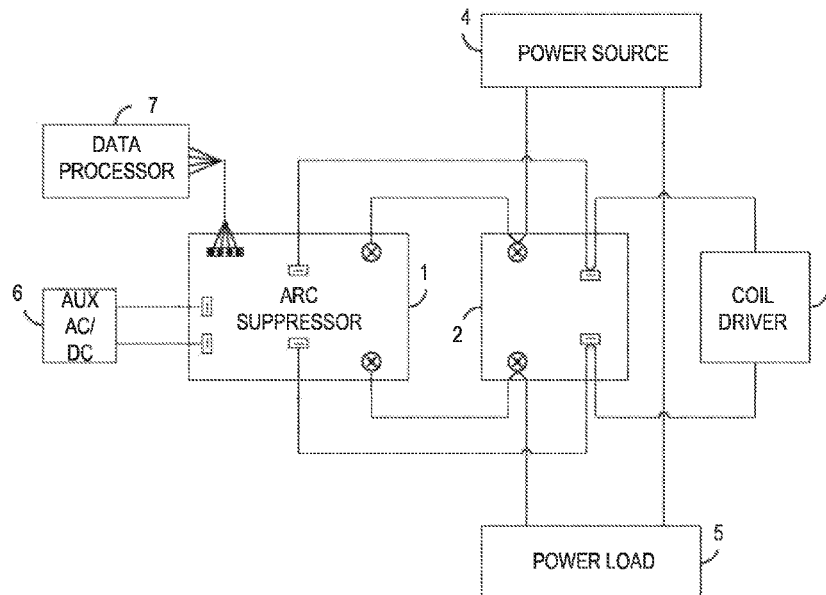 4
POWER SOURCE
7
DATA
PROCESSOR
1
ARC
SUPPRESSOR
2
COIL
DRIVER
6
AUX
AC/
DC
5
POWER LOAD